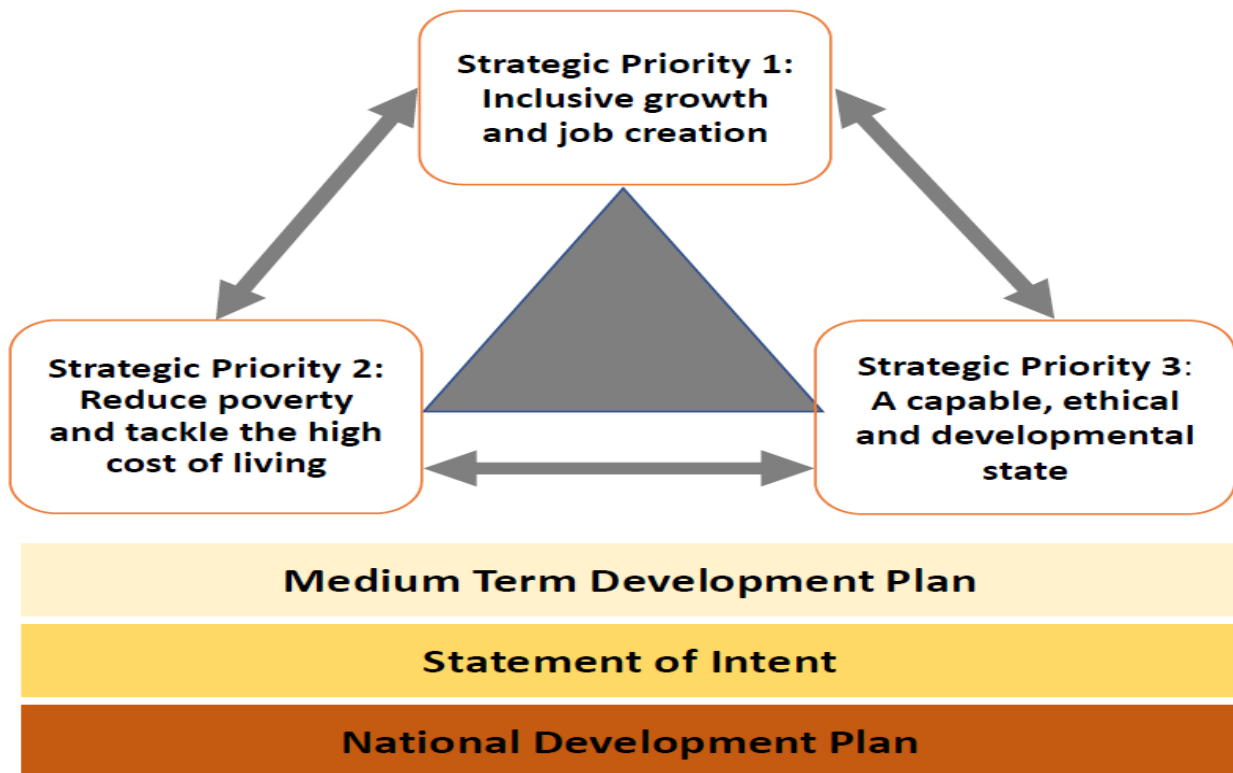 Strategic Priority 1:
Inclusive growth
and job creation
Strategic Priority 2:
Reduce poverty
and tackle the high
cost of living
Strategic Priority 3:
A capable, ethical
and developmental
state
Medium Term Development Plan
Statement of Intent
National Development Plan